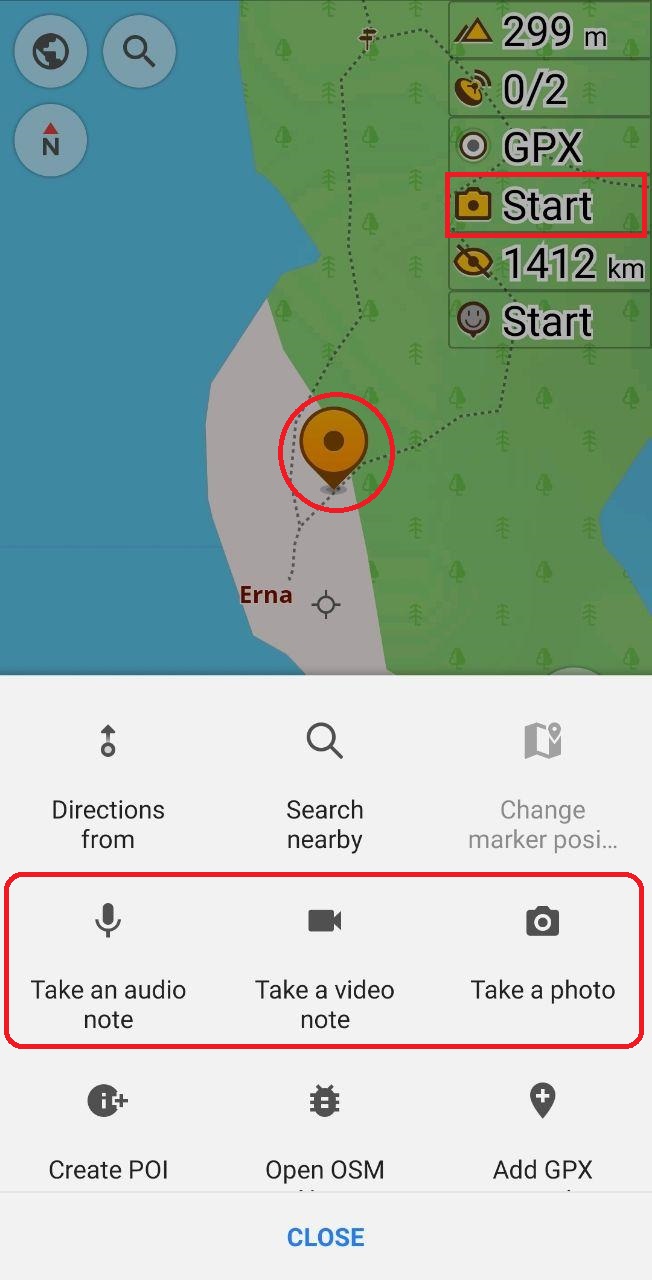 N
299 m
0/2
GPX
Start
1412 km
Start
Erna
Directions
from
Search
nearby
Change
marker posi...
Take an audio
note
Take a video
note
Take a photo
Create POI
Open OSM
Add GPX
CLOSE